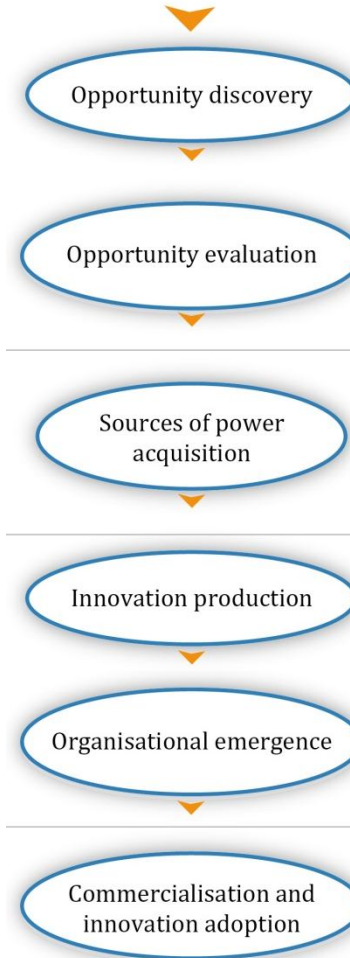 Opportunity discovery
Opportunity evaluation
Sources of power
acquisition
Innovation production
Organisational emergence
Commercialisation and
innovation adoption